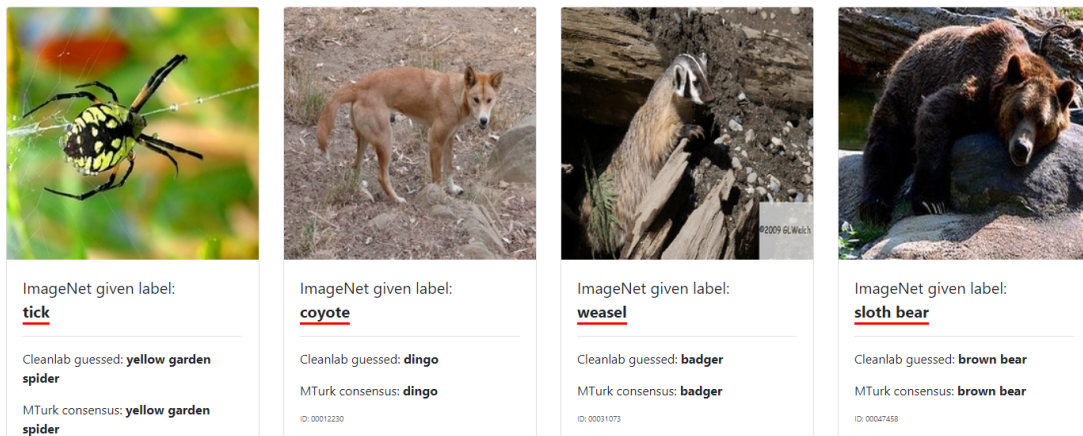 ©2009 GLWelch
ImageNet given label:
tick
Cleanlab guessed: yellow garden
spider
MTurk consensus: yellow garden
spider
ImageNet given label:
coyote
Cleanlab guessed: dingo
MTurk consensus: dingo
ID: 00012230
ImageNet given label:
weasel
Cleanlab guessed: badger
MTurk consensus: badger
ID: 00031073
ImageNet given label:
sloth bear
Cleanlab guessed: brown bear
MTurk consensus: brown bear
ID: 00047458